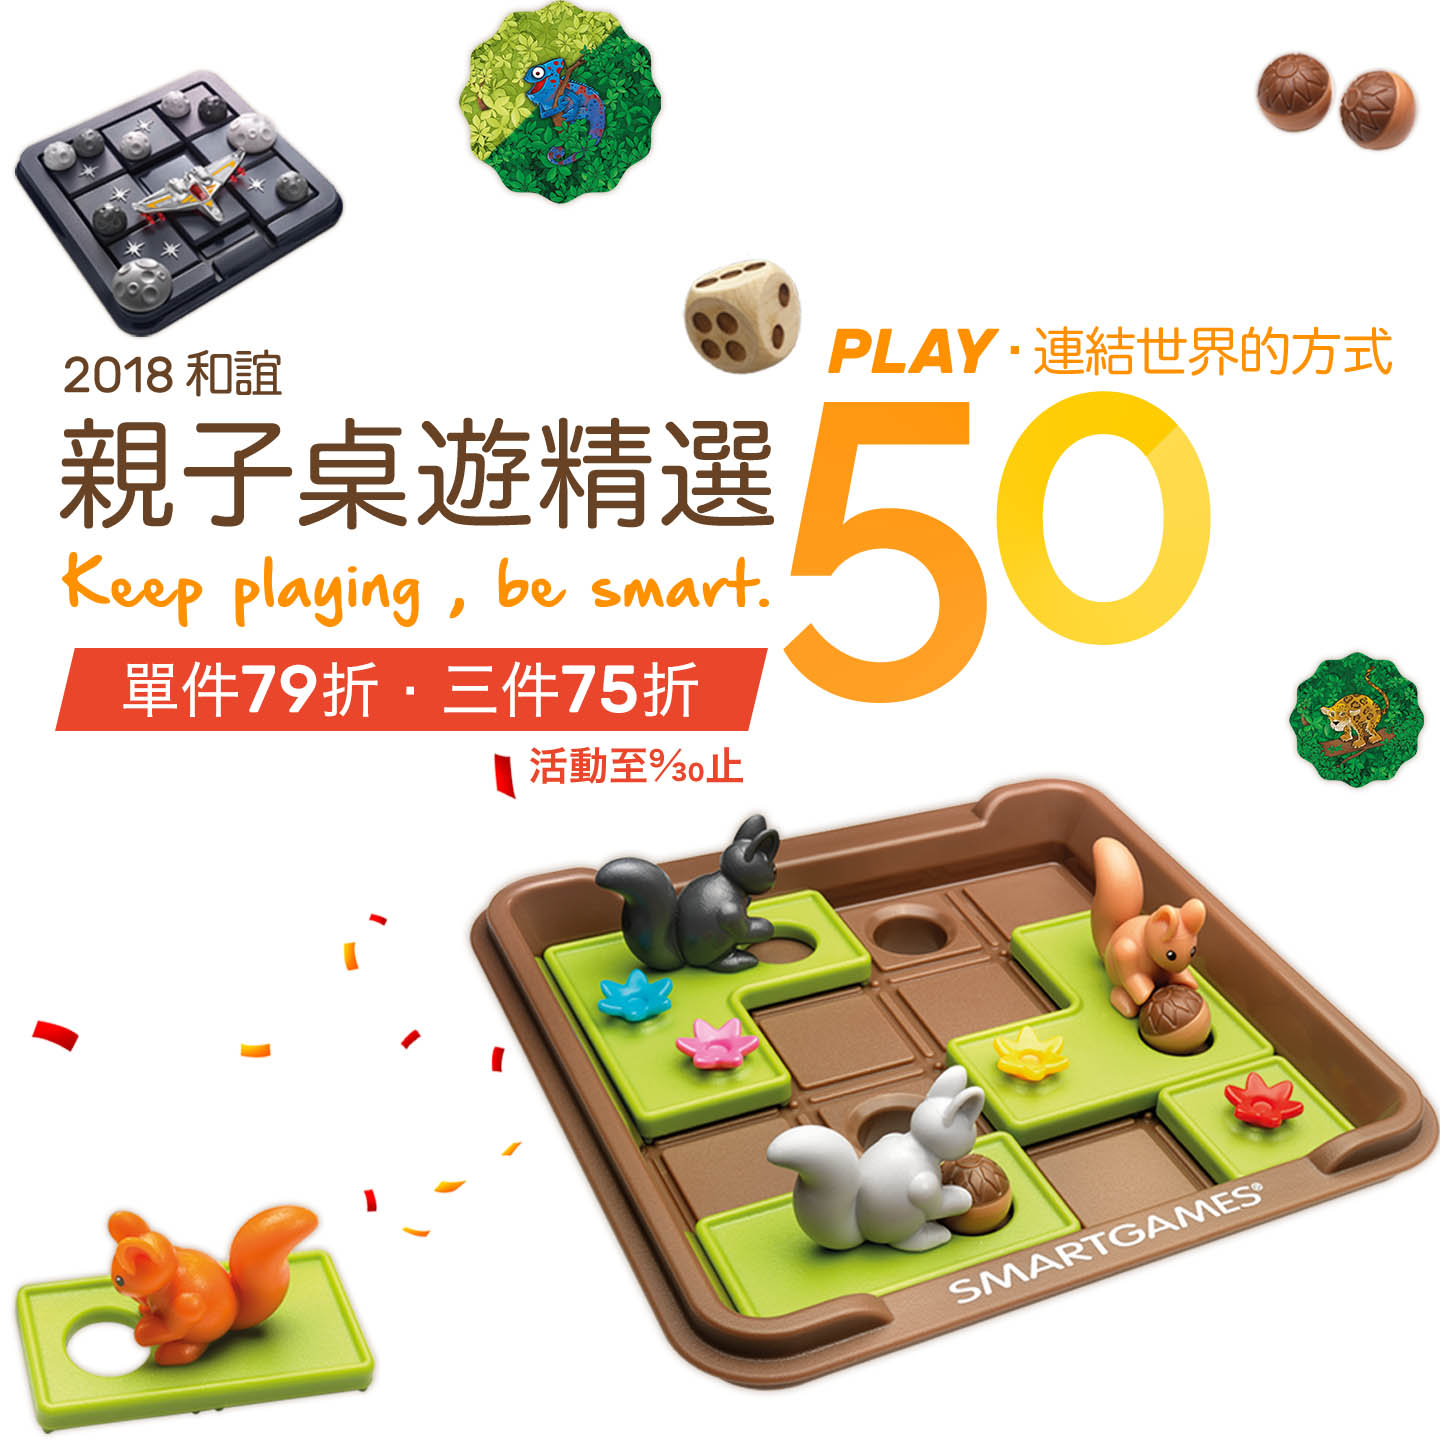 PLAY · 連結世界的方式
2018 和誼
親子桌遊精選
50
Keep playing , be smart.
單件79折 · 三件75折
活動至9/30止
SMARTGAMES®